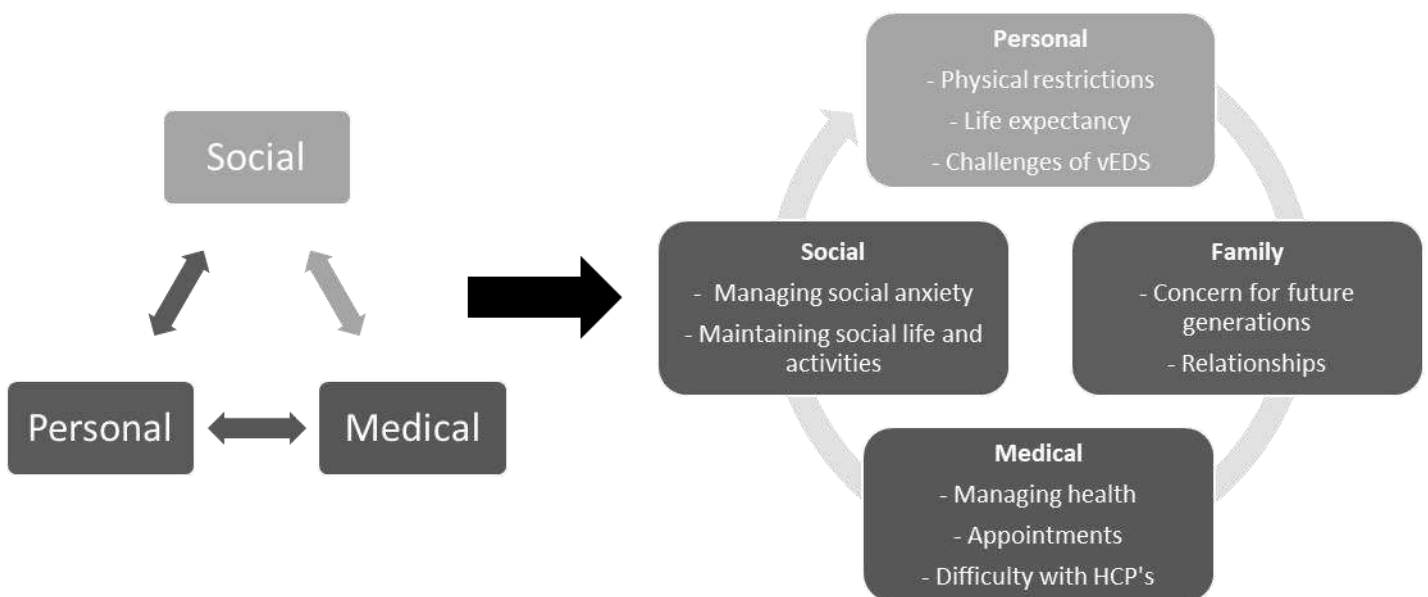 Social
Personal
Medical
Personal
- Physical restrictions
- Life expectancy
- Challenges of vEDS
Social
- Managing social anxiety
- Maintaining social life and
activities
Family
- Concern for future
generations
- Relationships
Medical
- Managing health
- Appointments
- Difficulty with HCP's